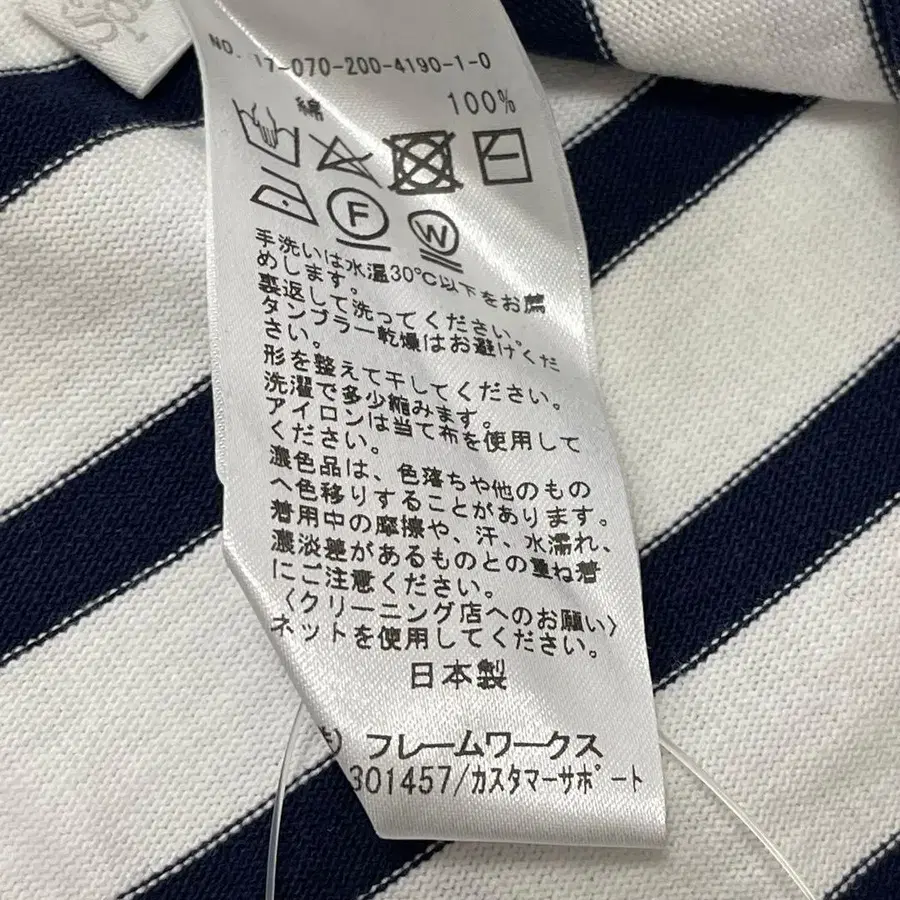 NO. 17-070-200-4190-1-0
綿 100%
F W
手洗いは水温30℃以下をお薦
めします。
裏返して洗ってください。
タンブラー乾燥はお避けくだ
さい。
形を整えて干してください。
洗濯で多少縮みます。
アイロンは当て布を使用して
ください。
濃色品は、色落ちや他のもの
へ色移りすることがあります。
着用中の摩擦や、汗、水濡れ、
濃淡差があるものとの重ね着
にご注意ください。
〈クリーニング店へのお願い〉
ネットを使用してください。
日本製
フレームワークス
301457/カスタマーサポート